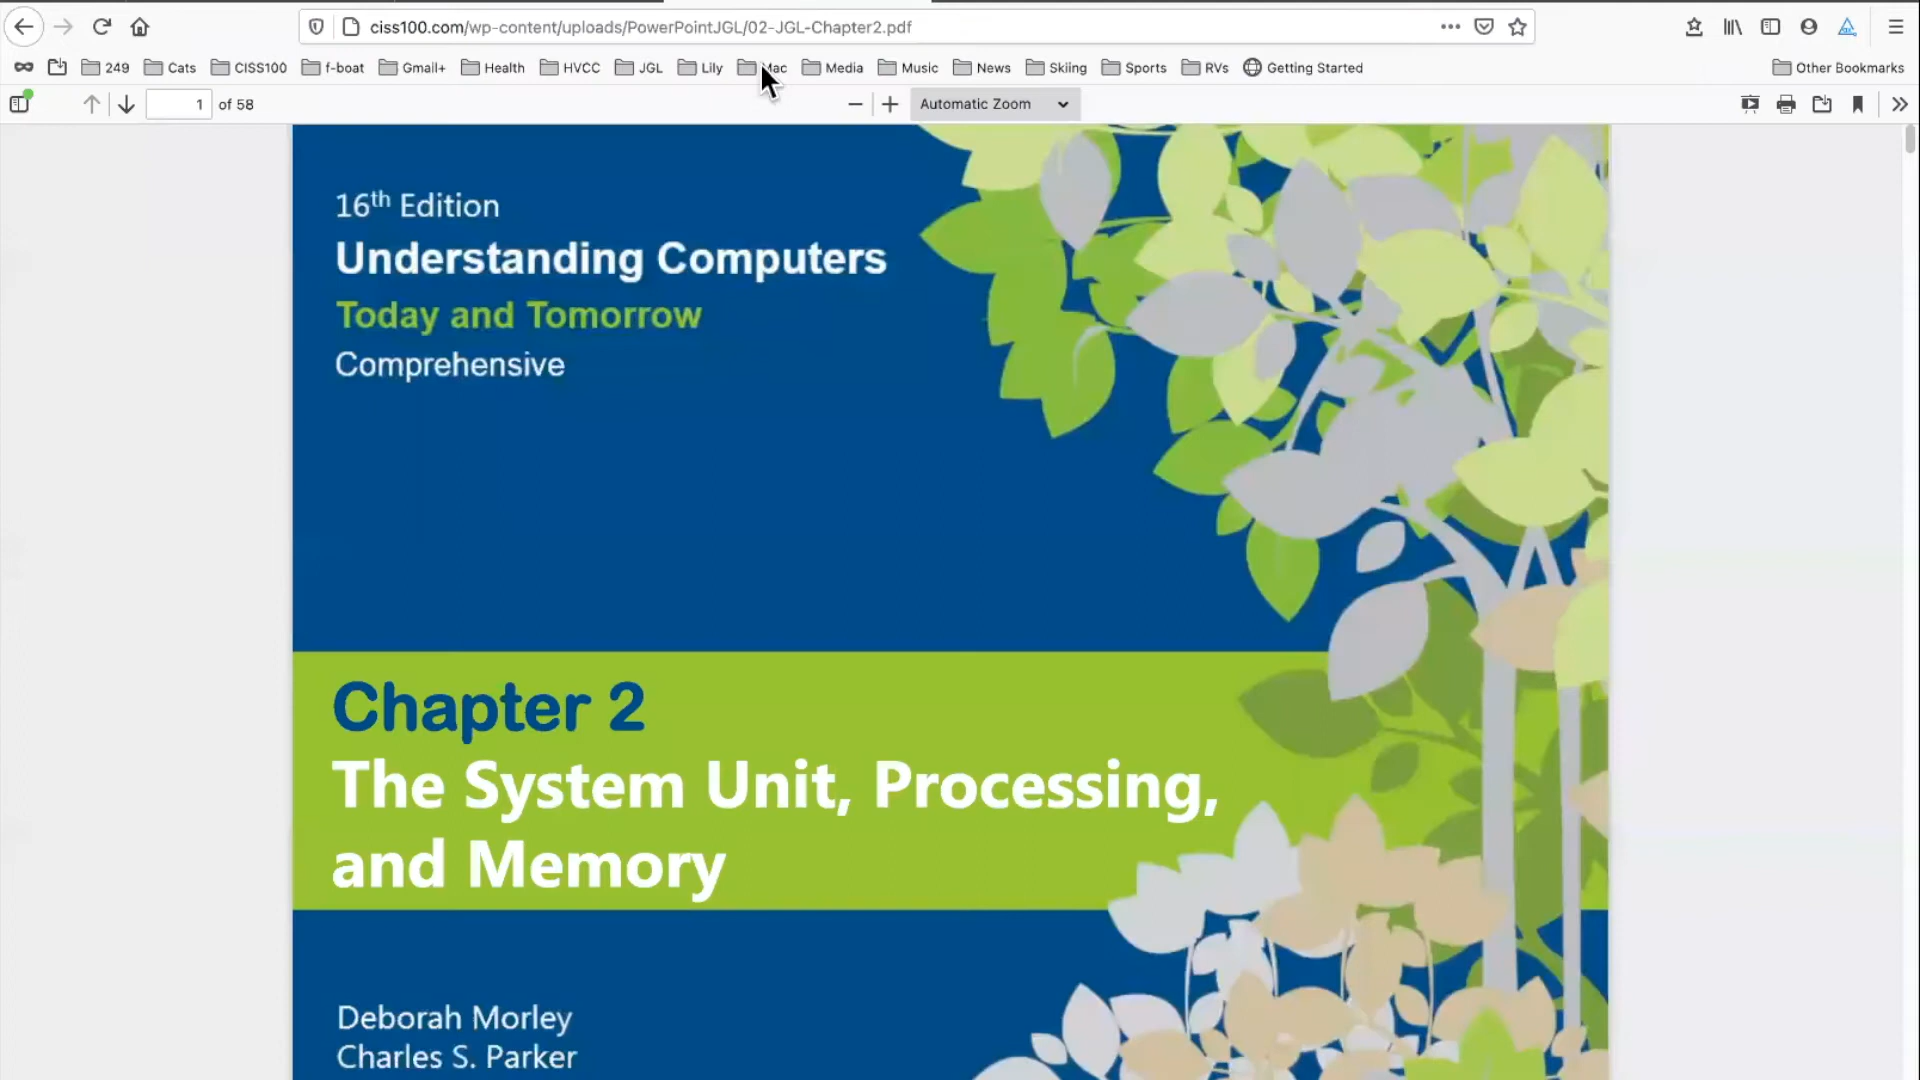 ciss100.com/wp-content/uploads/PowerPointJGL/02-JGL-Chapter2.pdf
249 Cats CISS100 f-boat Gmail+ Health HVCC JGL Lily Media Music News Skiing Sports RVs Getting Started Other Bookmarks
1 of 58 Automatic Zoom
16th Edition
Understanding Computers
Today and Tomorrow
Comprehensive
Chapter 2
The System Unit, Processing,
and Memory
Deborah Morley
Charles S. Parker